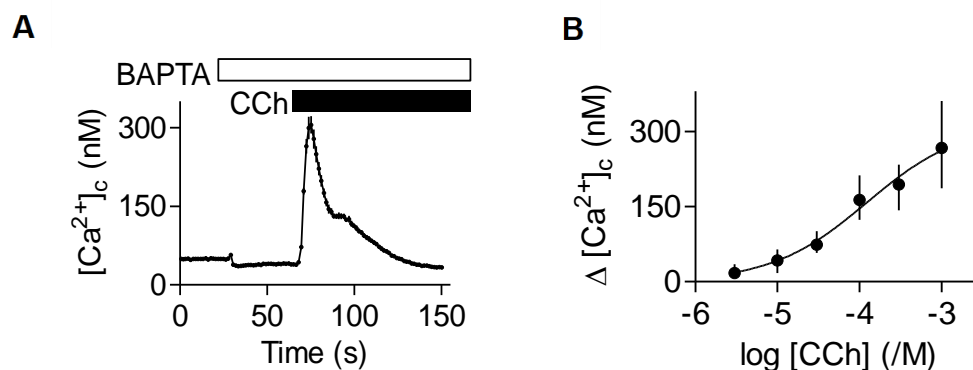 A
BAPTA
CCh
[Ca²⁺]c (nM)
300
150
0
0 50 100 150
Time (s)
B
Δ [Ca²⁺]c (nM)
300
150
0
-6 -5 -4 -3
log [CCh] (/M)